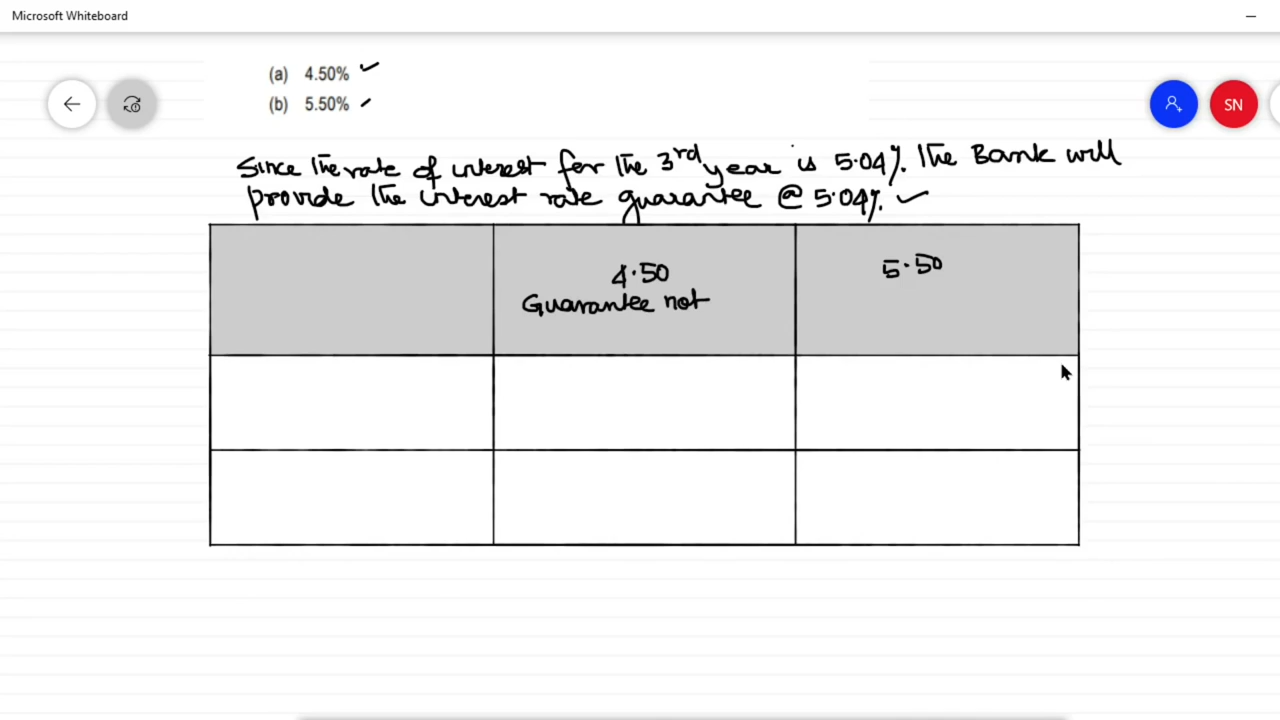 Microsoft Whiteboard
(a) 4.50%
(b) 5.50%
SN
Since the rate of interest for the 3rd year is 5.04%. The Bank will
provide the interest rate guarantee @ 5.04%.
4.50
5.50
Guarantee not